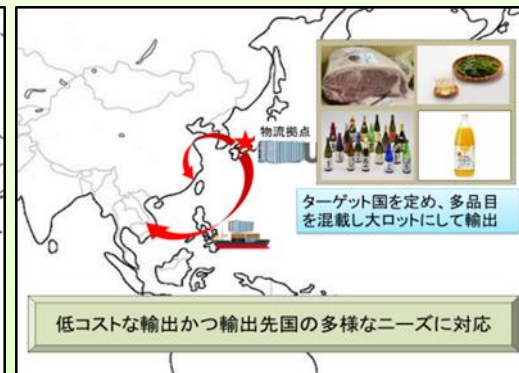 物流拠点
ターゲット国を定め、多品目
を混載し大ロットにして輸出
低コストな輸出かつ輸出先国の多様なニーズに対応